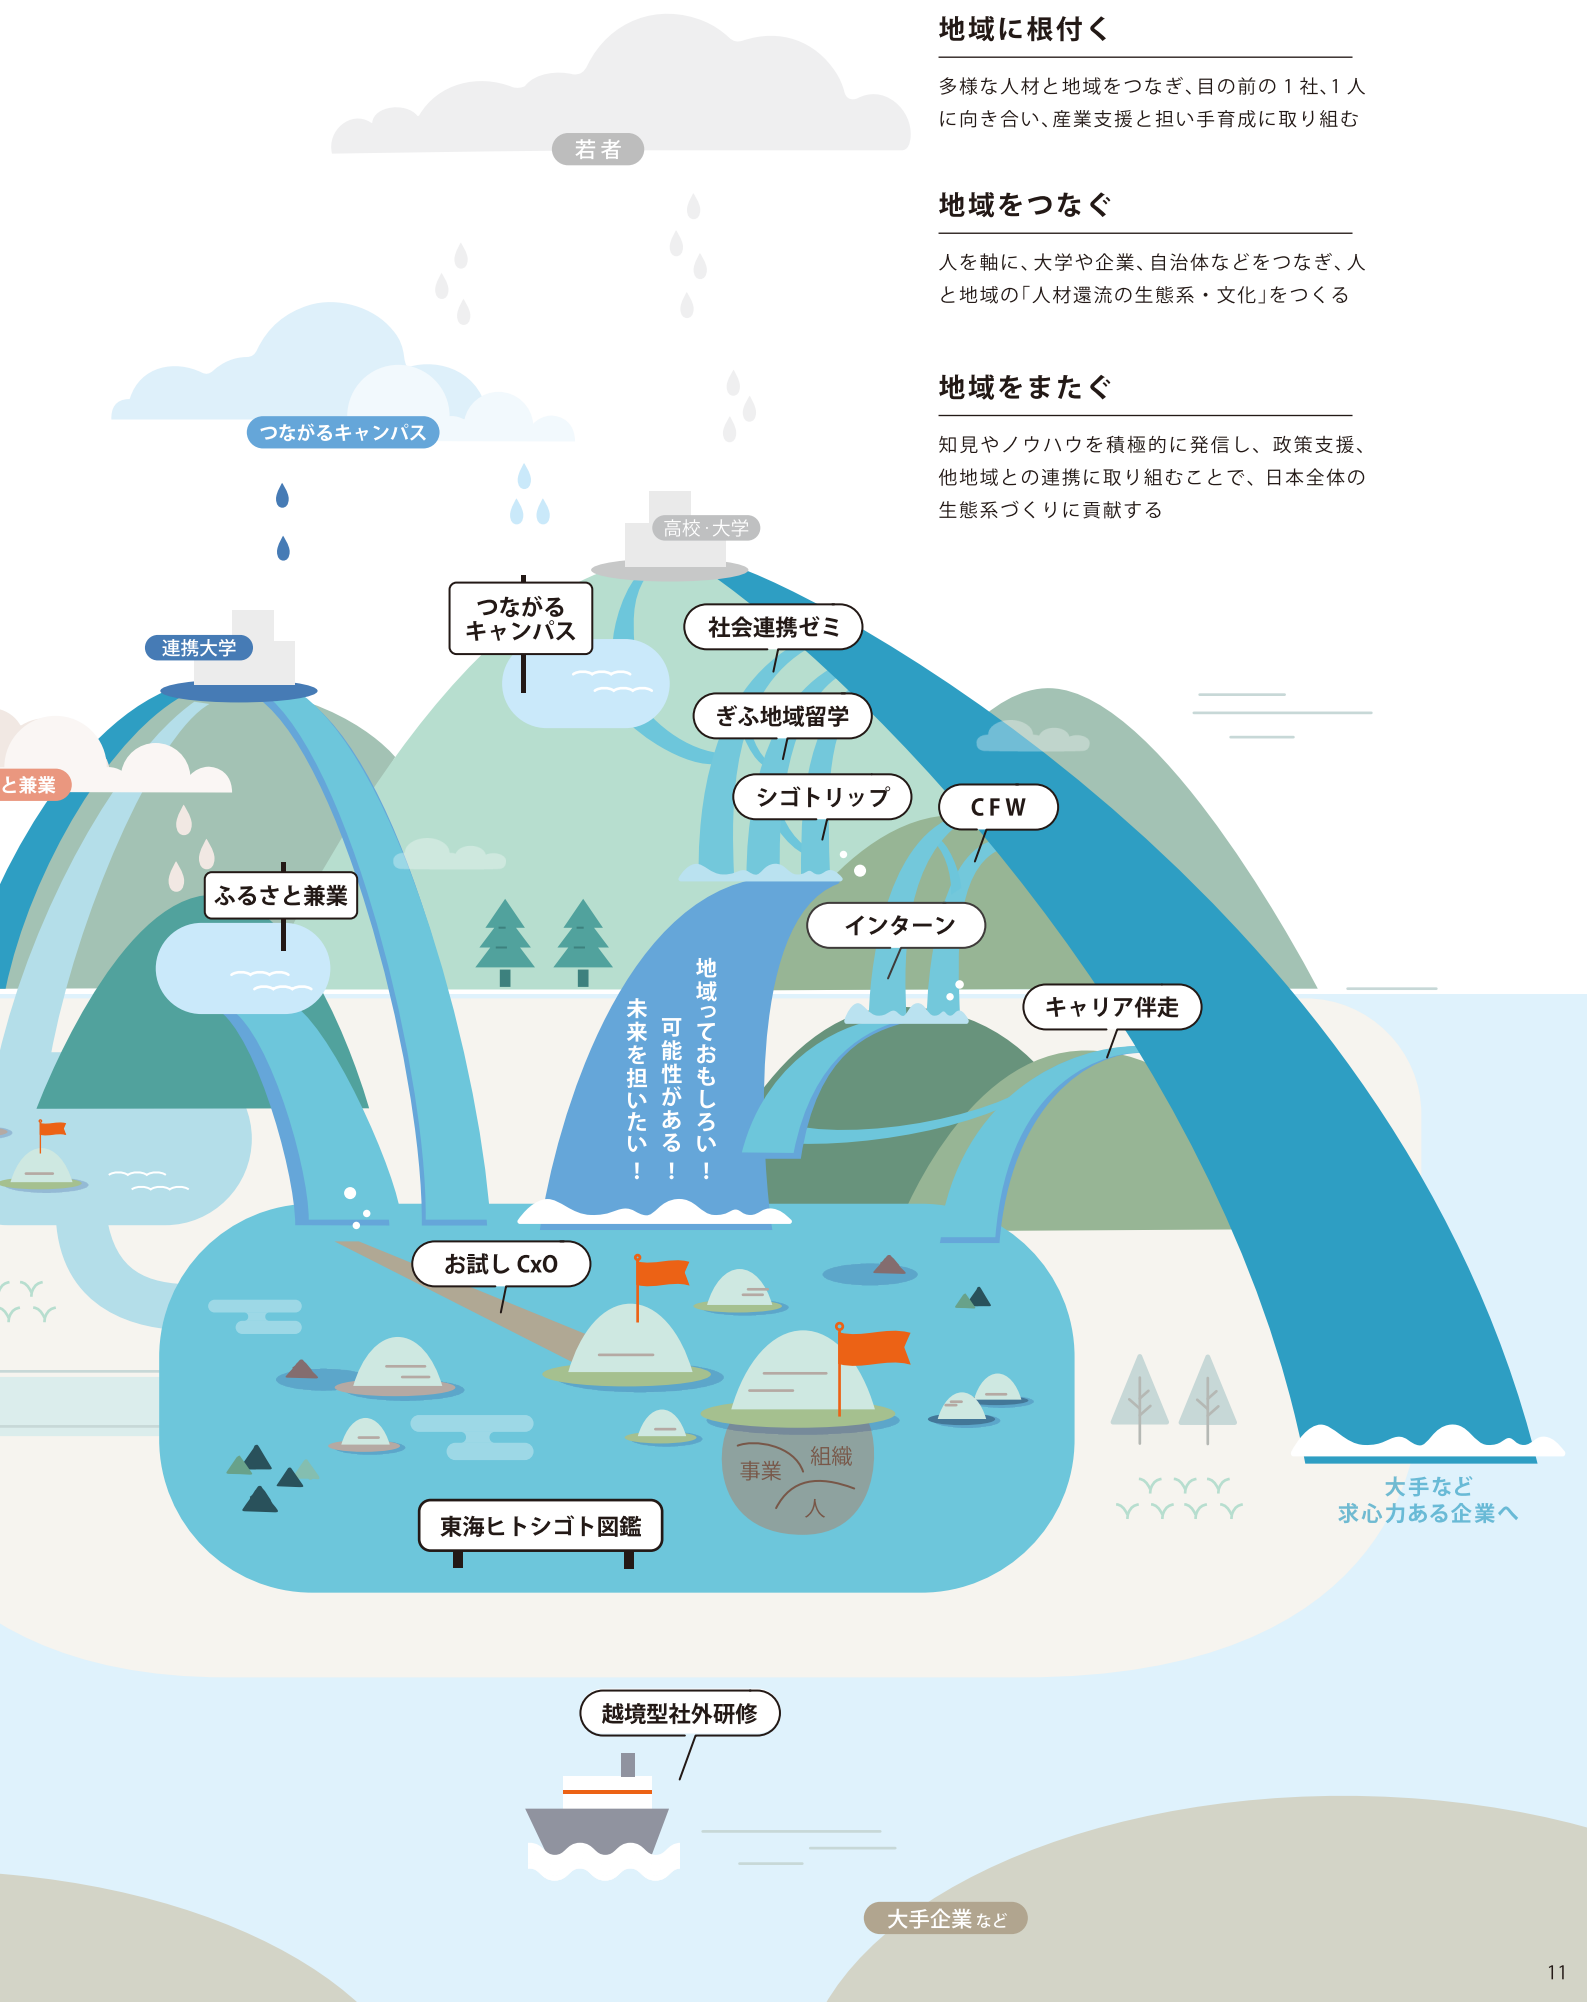 地域に根付く
多様な人材と地域をつなぎ、目の前の1社、1人
に向き合い、産業支援と担い手育成に取り組む
地域をつなぐ
人を軸に、大学や企業、自治体などをつなぎ、人
と地域の「人材還流の生態系・文化」をつくる
地域をまたぐ
知見やノウハウを積極的に発信し、政策支援、
他地域との連携に取り組むことで、日本全体の
生態系づくりに貢献する
若者
つながるキャンパス
高校・大学
つながる
キャンパス
社会連携ゼミ
連携大学
ぎふ地域留学
と兼業
シゴトリップ
CFW
ふるさと兼業
インターン
地域っておもしろい！
可能性がある！
未来を担いたい！
キャリア伴走
お試し CxO
事業
組織
人
東海ヒトシゴト図鑑
大手など
求心力ある企業へ
越境型社外研修
大手企業など
11